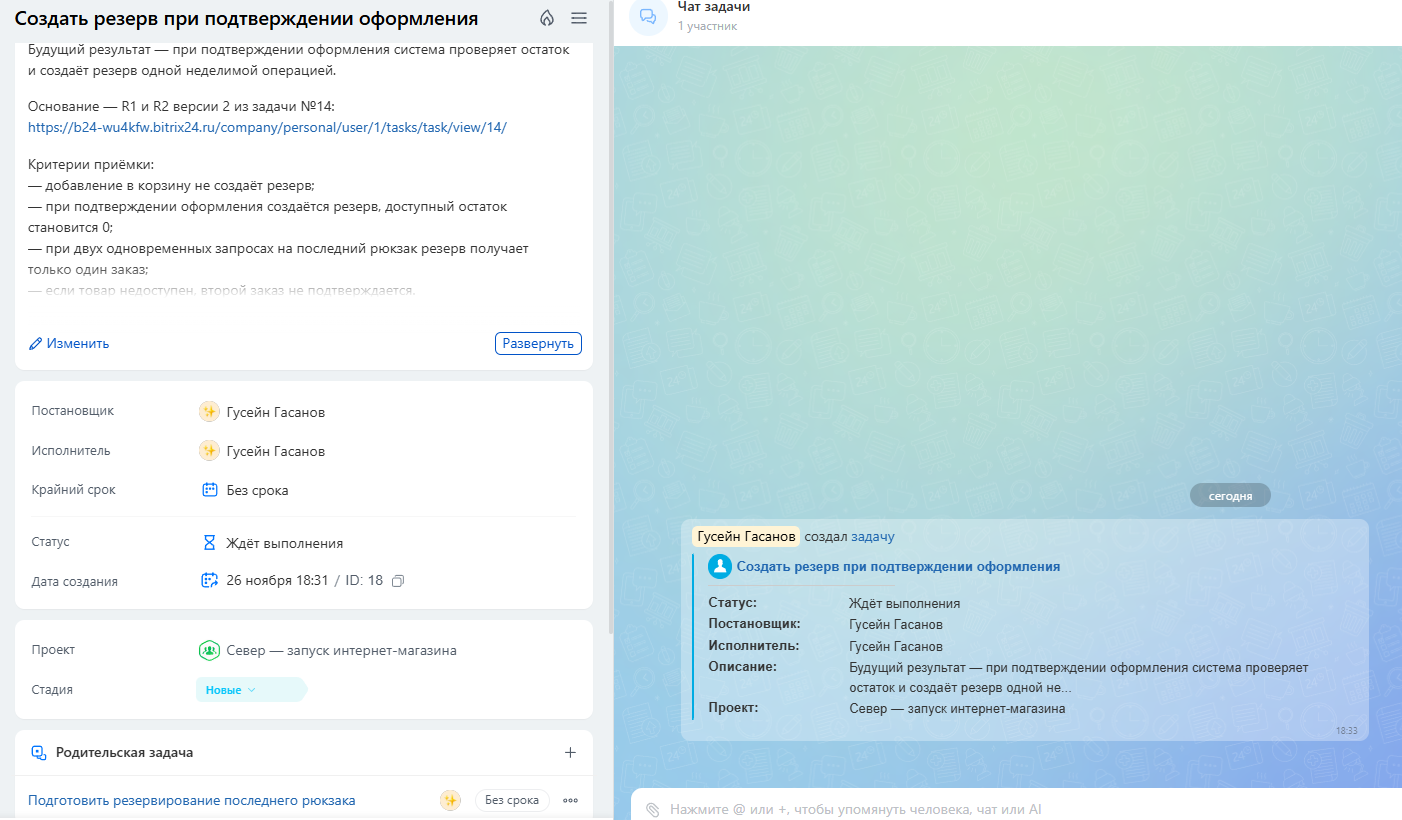 Создать резерв при подтверждении оформления
Будущий результат — при подтверждении оформления система проверяет остаток
и создаёт резерв одной неделимой операцией.
Основание — R1 и R2 версии 2 из задачи №14:
https://b24-wu4kfw.bitrix24.ru/company/personal/user/1/tasks/task/view/14/
Критерии приёмки:
— добавление в корзину не создаёт резерв;
— при подтверждении оформления создаётся резерв, доступный остаток
становится 0;
— при двух одновременных запросах на последний рюкзак резерв получает
только один заказ;
— если товар недоступен, второй заказ не подтверждается.
Изменить
Развернуть
Постановщик
Гусейн Гасанов
Исполнитель
Гусейн Гасанов
Крайний срок
Без срока
Статус
Ждёт выполнения
Дата создания
26 ноября 18:31 / ID: 18
Проект
Север — запуск интернет-магазина
Стадия
Новые
Родительская задача
Подготовить резервирование последнего рюкзака
Без срока
Чат задачи
1 участник
сегодня
Гусейн Гасанов создал задачу
Создать резерв при подтверждении оформления
Статус: Ждёт выполнения
Постановщик: Гусейн Гасанов
Исполнитель: Гусейн Гасанов
Описание: Будущий результат — при подтверждении оформления система проверяет
остаток и создаёт резерв одной не...
Проект: Север — запуск интернет-магазина
18:33
Нажмите @ или +, чтобы упомянуть человека, чат или AI